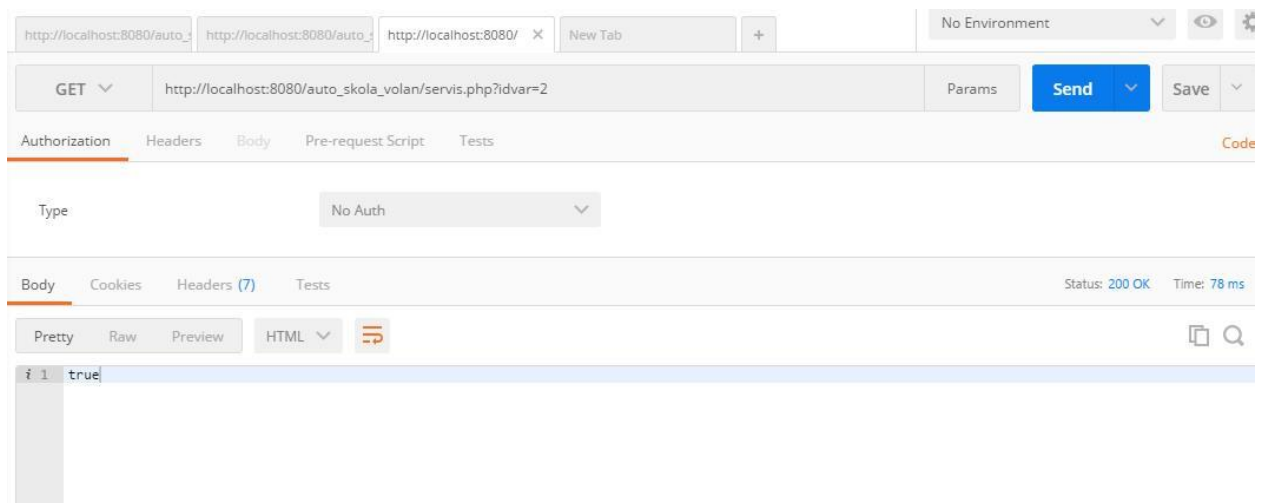 http://localhost:8080/auto_s http://localhost:8080/auto_s http://localhost:8080/ × New Tab + No Environment
GET http://localhost:8080/auto_skola_volan/servis.php?idvar=2 Params Send Save
Authorization Headers Body Pre-request Script Tests Code
Type No Auth
Body Cookies Headers (7) Tests Status: 200 OK Time: 78 ms
Pretty Raw Preview HTML
i 1 true